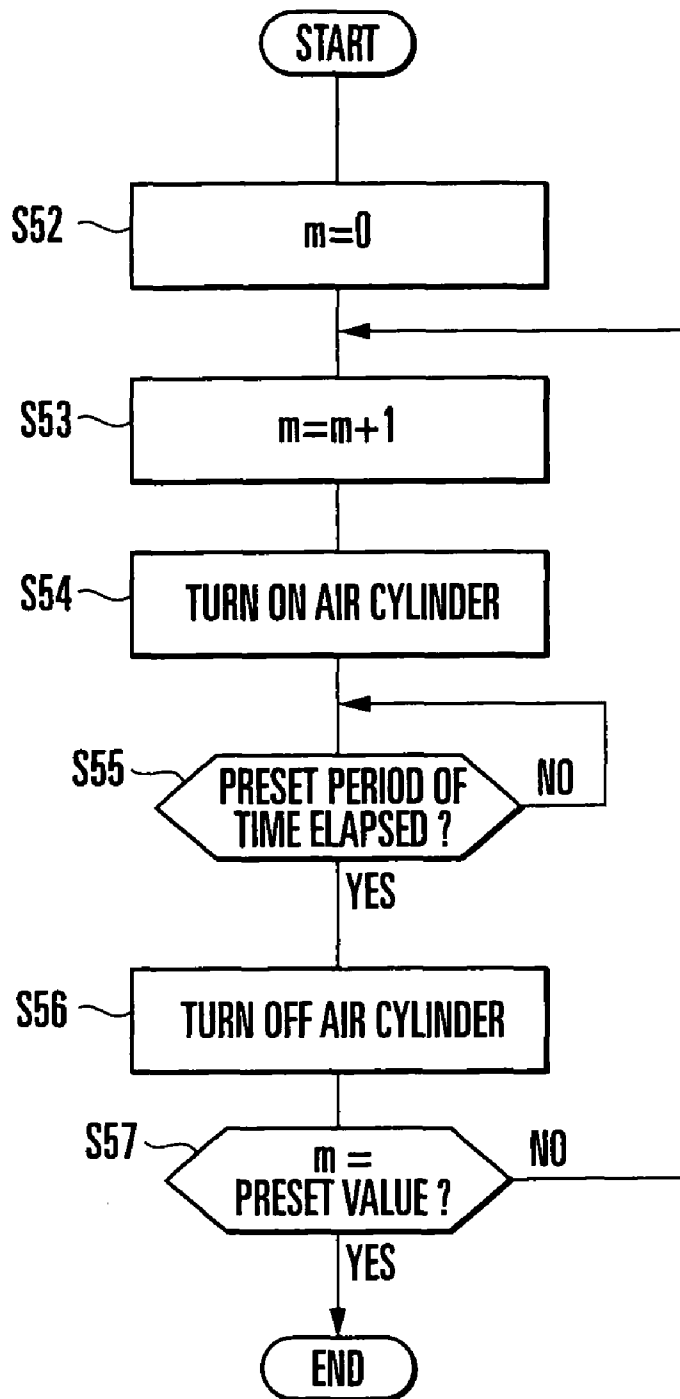 START
S52
m=0
S53
m=m+1
S54
TURN ON AIR CYLINDER
S55
PRESET PERIOD OF
TIME ELAPSED ?
NO
YES
S56
TURN OFF AIR CYLINDER
S57
m =
PRESET VALUE ?
NO
YES
END